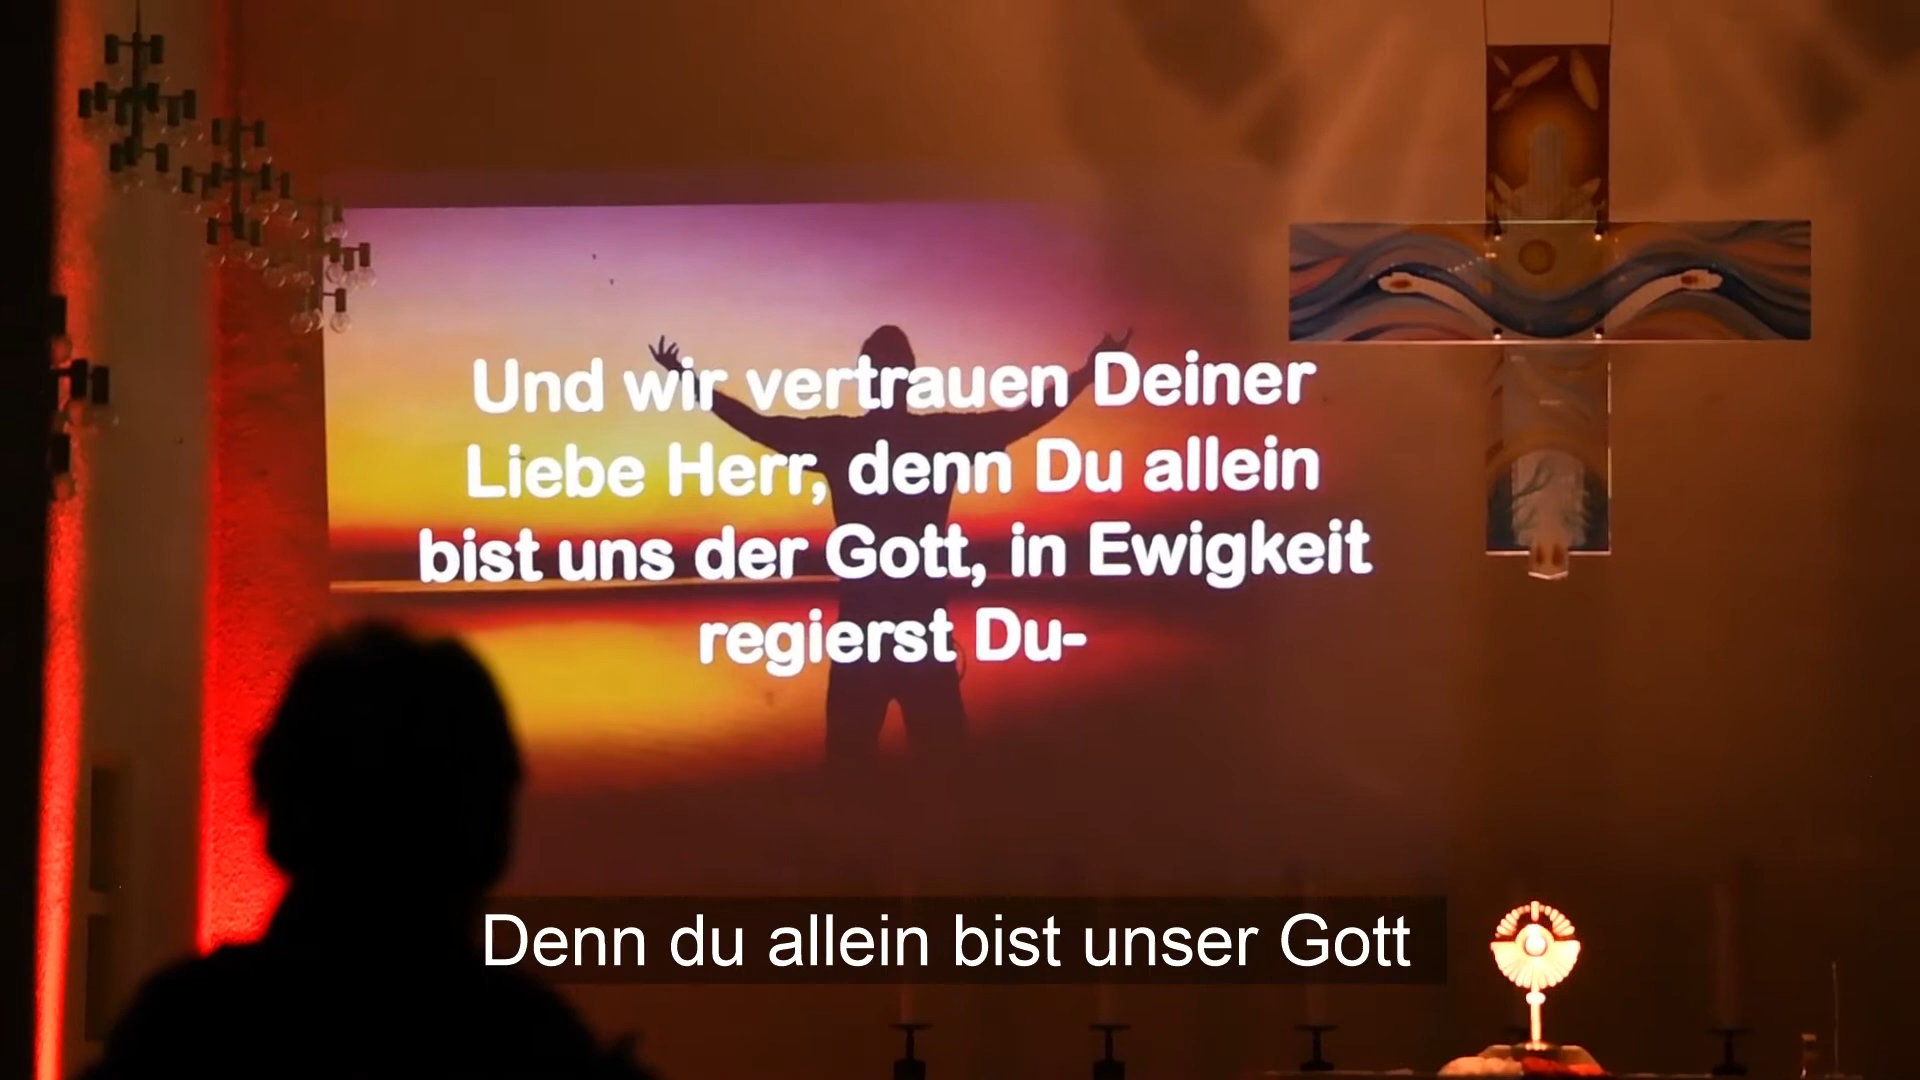 Und wir vertrauen Deiner
Liebe Herr, denn Du allein
bist uns der Gott, in Ewigkeit
regierst Du-
Denn du allein bist unser Gott